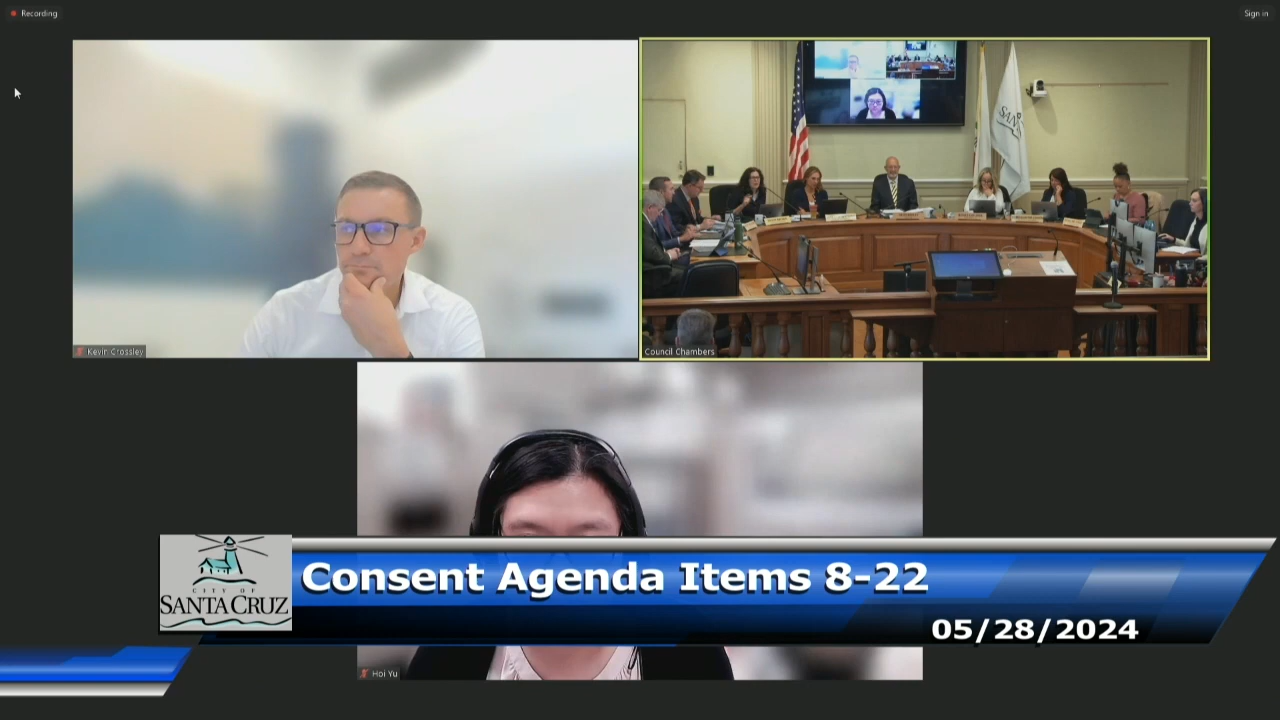 Recording
Sign in
Kevin Crossley
Council Chambers
SAN
Consent Agenda Items 8-22
CITY OF
SANTA CRUZ
05/28/2024
Hoi Yu